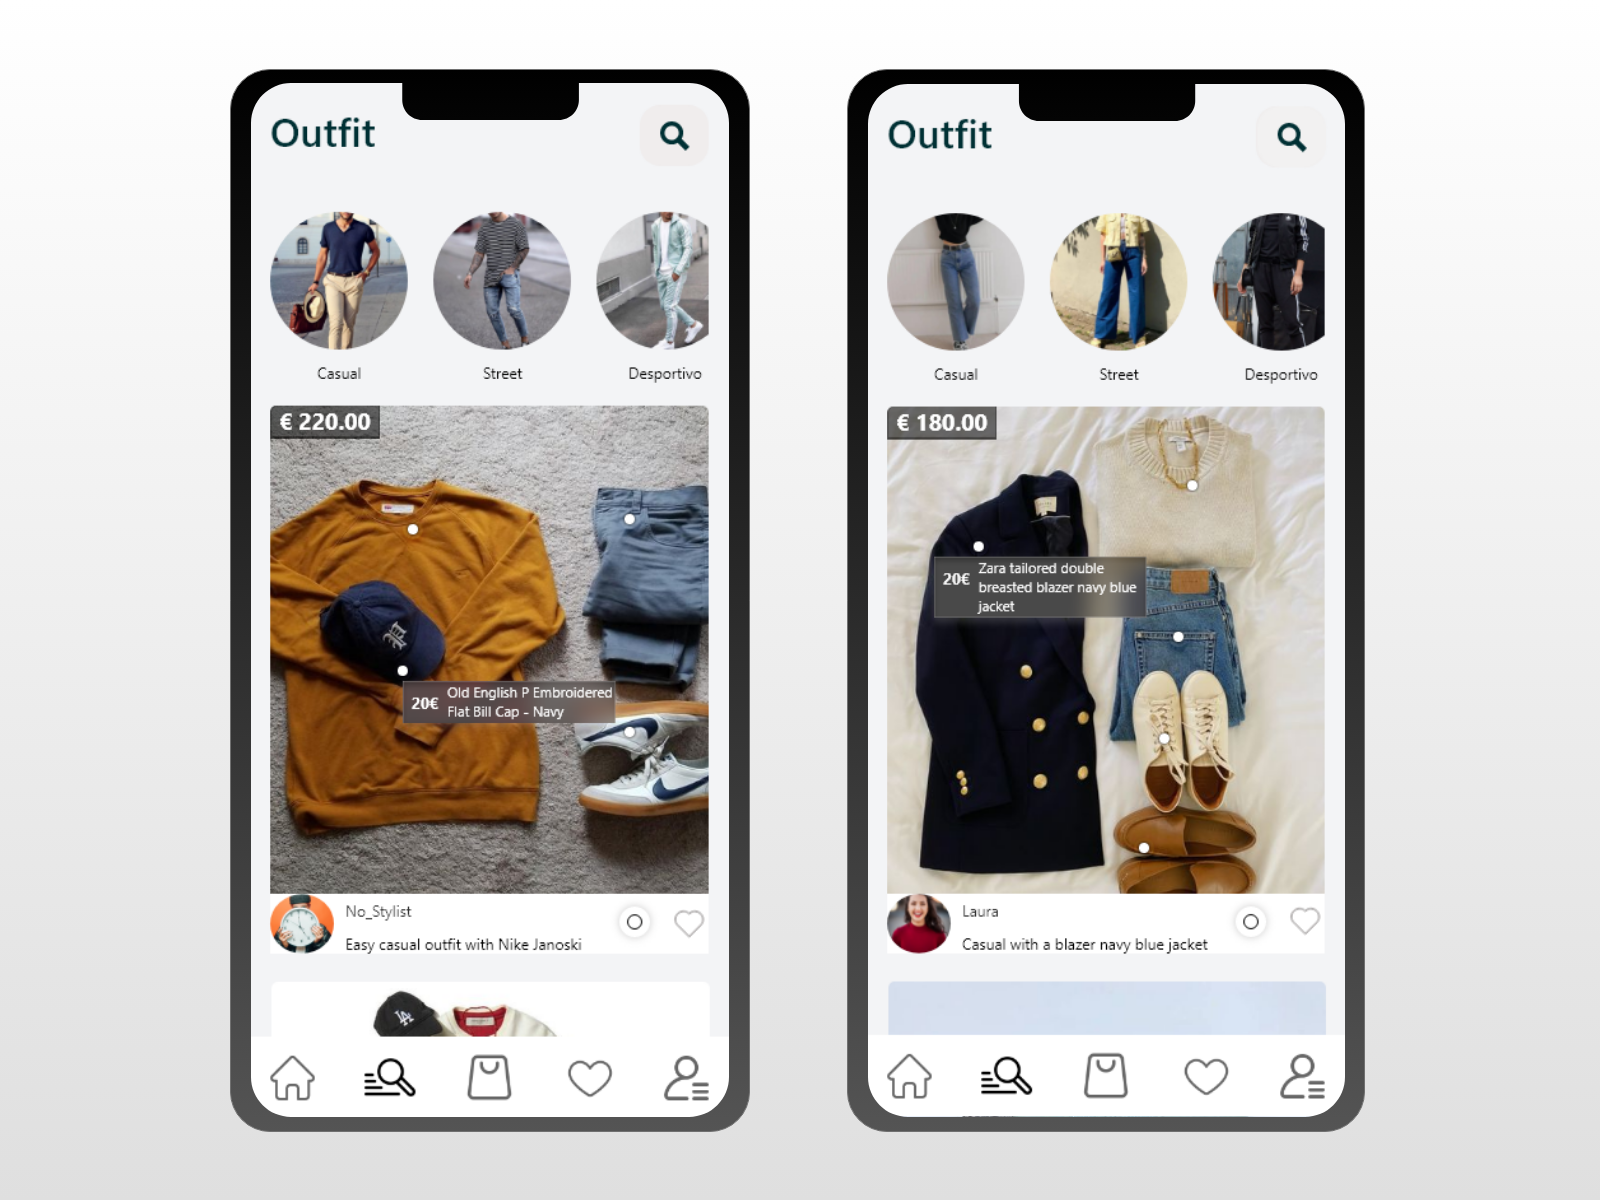 Outfit
Casual
Street
Desportivo
€ 220.00
20€
Old English P Embroidered
Flat Bill Cap - Navy
No_Stylist
Easy casual outfit with Nike Janoski
LA
Outfit
Casual
Street
Desportivo
€ 180.00
20€
Zara tailored double
breasted blazer navy blue
jacket
Laura
Casual with a blazer navy blue jacket